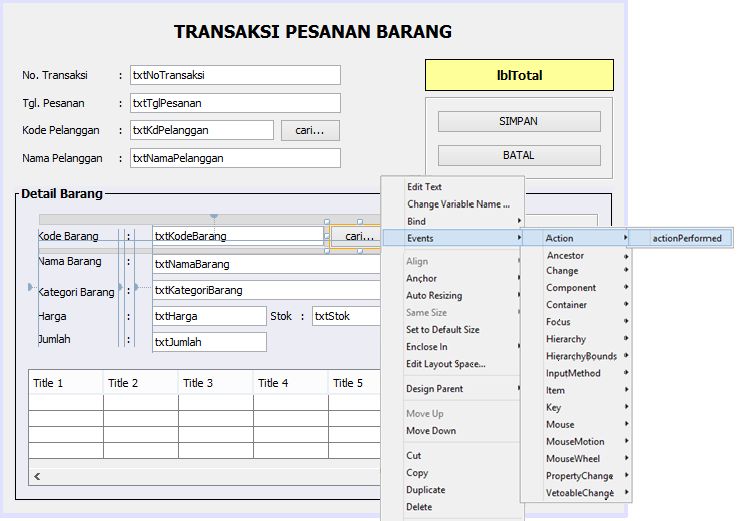 TRANSAKSI PESANAN BARANG
No. Transaksi : txtNoTransaksi
lblTotal
Tgl. Pesanan : txtTglPesanan
Kode Pelanggan : txtKdPelanggan cari...
SIMPAN
Nama Pelanggan : txtNamaPelanggan
BATAL
Detail Barang
Kode Barang : txtKodeBarang cari...
Nama Barang : txtNamaBarang
Kategori Barang : txtKategoriBarang
Harga : txtHarga Stok : txtStok
Jumlah : txtJumlah
Title 1 Title 2 Title 3 Title 4 Title 5
Edit Text
Change Variable Name ...
Bind
Events
Align
Anchor
Auto Resizing
Same Size
Set to Default Size
Enclose In
Edit Layout Space...
Design Parent
Move Up
Move Down
Cut
Copy
Duplicate
Delete
Action
Ancestor
Change
Component
Container
Focus
Hierarchy
HierarchyBounds
InputMethod
Item
Key
Mouse
MouseMotion
MouseWheel
PropertyChange
VetoableChange
actionPerformed